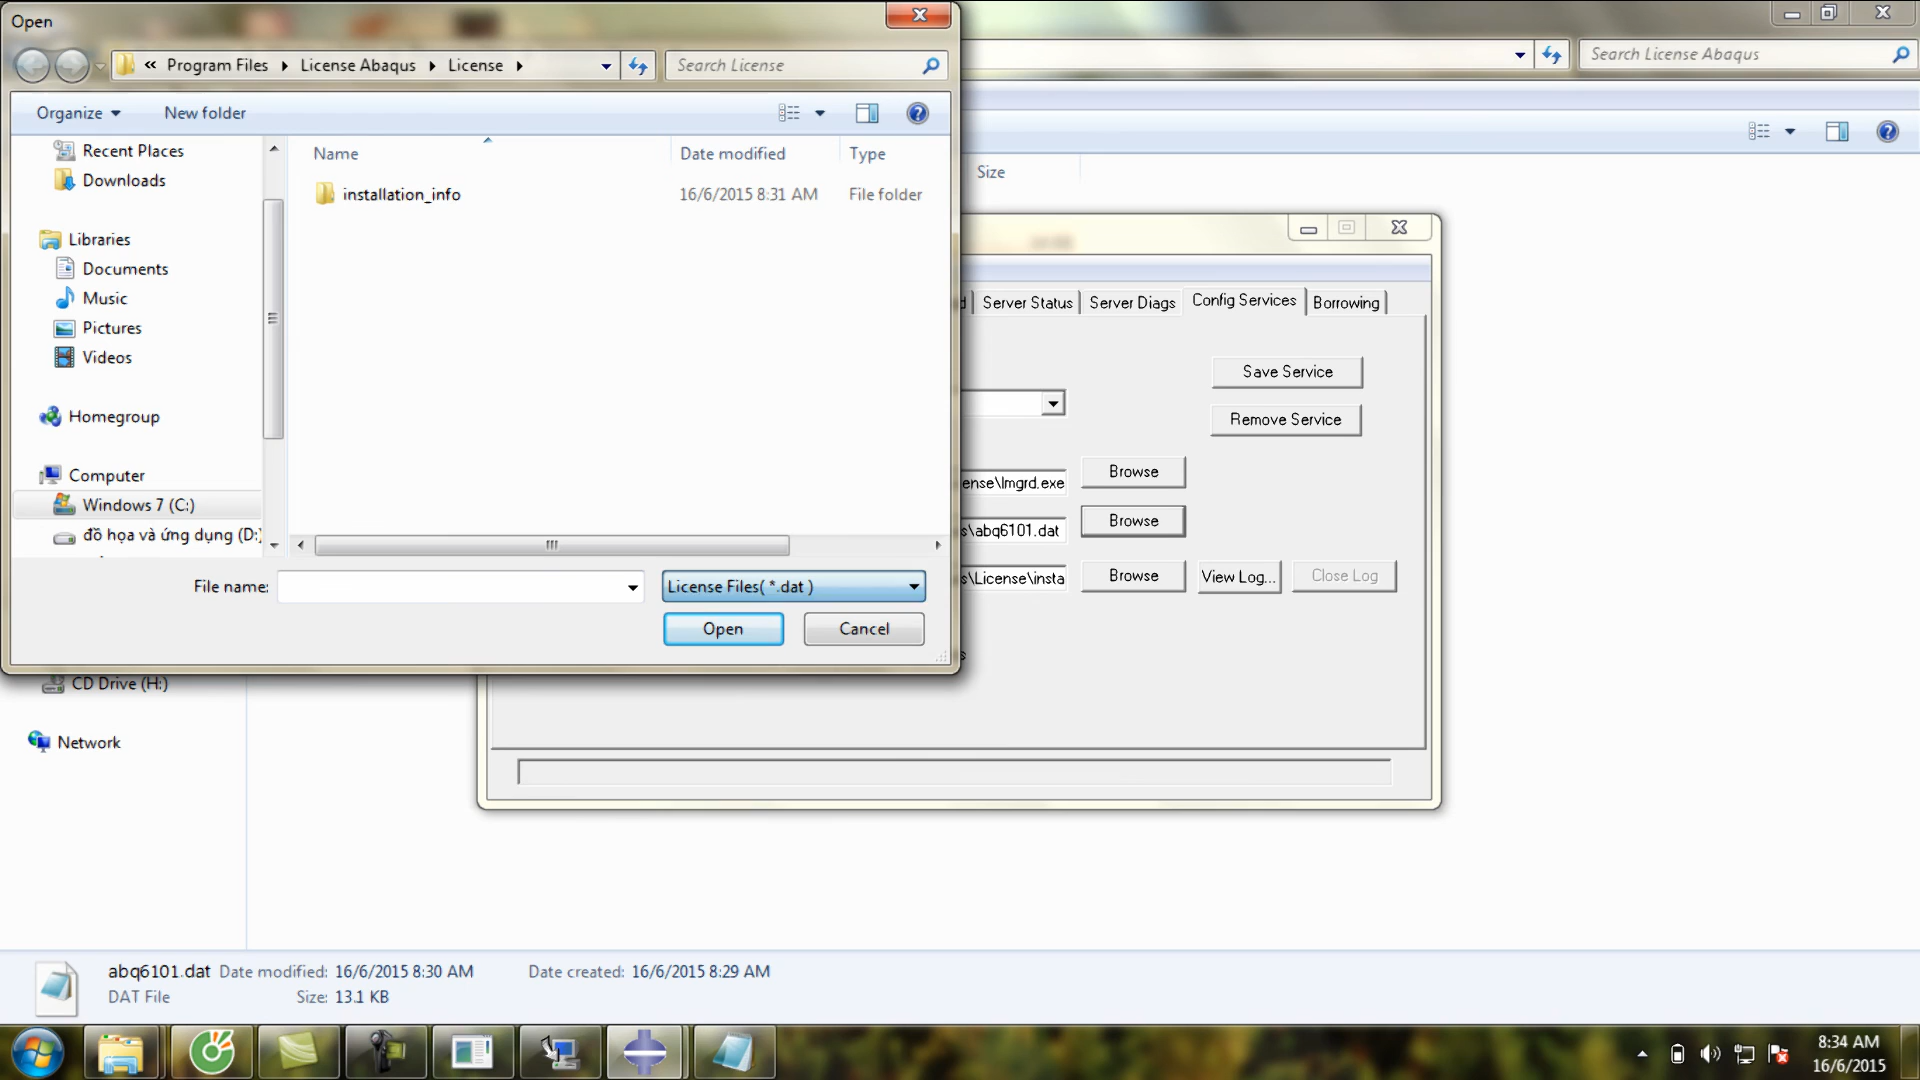 Open
« Program Files License Abaqus License
Search License
Search License Abaqus
Organize New folder
Name Date modified Type
Size
Recent Places
Downloads
installation_info 16/6/2015 8:31 AM File folder
Libraries
Documents
Music
Pictures
Videos
Homegroup
Computer
Windows 7 (C:)
đồ họa và ứng dụng (D:)
File name:
License Files( *.dat )
Open Cancel
Server Status Server Diags Config Services Borrowing
Save Service
Remove Service
ense\lmgrd.exe Browse
s\abq6101.dat Browse
s\License\insta Browse View Log... Close Log
CD Drive (H:)
Network
abq6101.dat Date modified: 16/6/2015 8:30 AM Date created: 16/6/2015 8:29 AM
DAT File Size: 13.1 KB
8:34 AM
16/6/2015